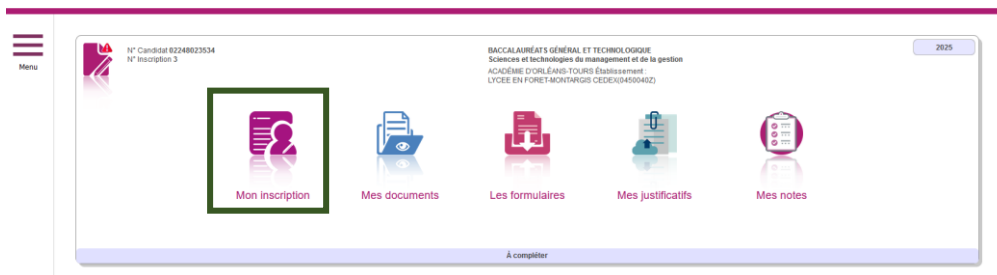 Menu
N° Candidat 02248023534
N° Inscription 3
BACCALAURÉATS GÉNÉRAL ET TECHNOLOGIQUE
Sciences et technologies du management et de la gestion
ACADÉMIE D'ORLÉANS-TOURS Établissement :
LYCEE EN FORET-MONTARGIS CEDEX(0450040Z)
2025
Mon inscription
Mes documents
Les formulaires
Mes justificatifs
Mes notes
À compléter